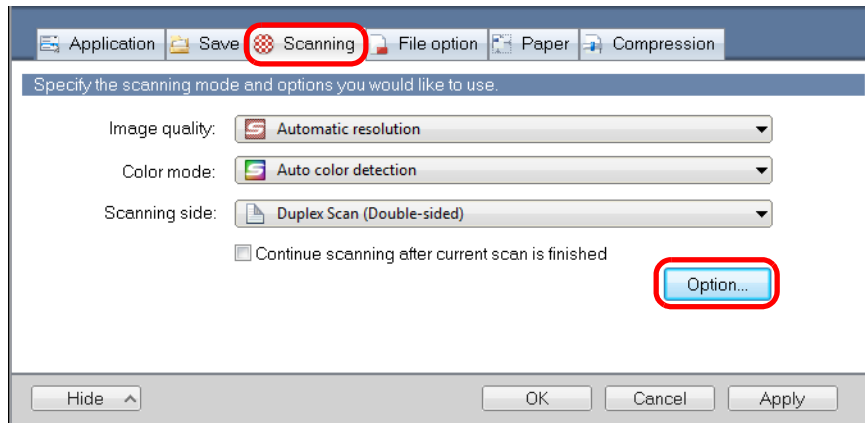 Application Save Scanning File option Paper Compression
Specify the scanning mode and options you would like to use.
Image quality: Automatic resolution
Color mode: Auto color detection
Scanning side: Duplex Scan (Double-sided)
Continue scanning after current scan is finished
Option...
Hide OK Cancel Apply